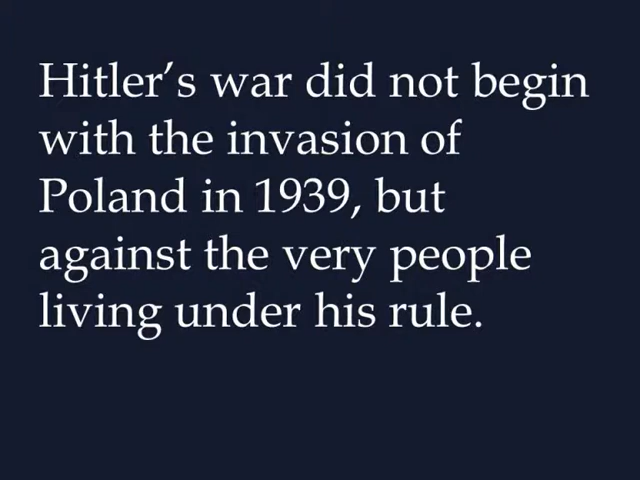 Hitler’s war did not begin
with the invasion of
Poland in 1939, but
against the very people
living under his rule.